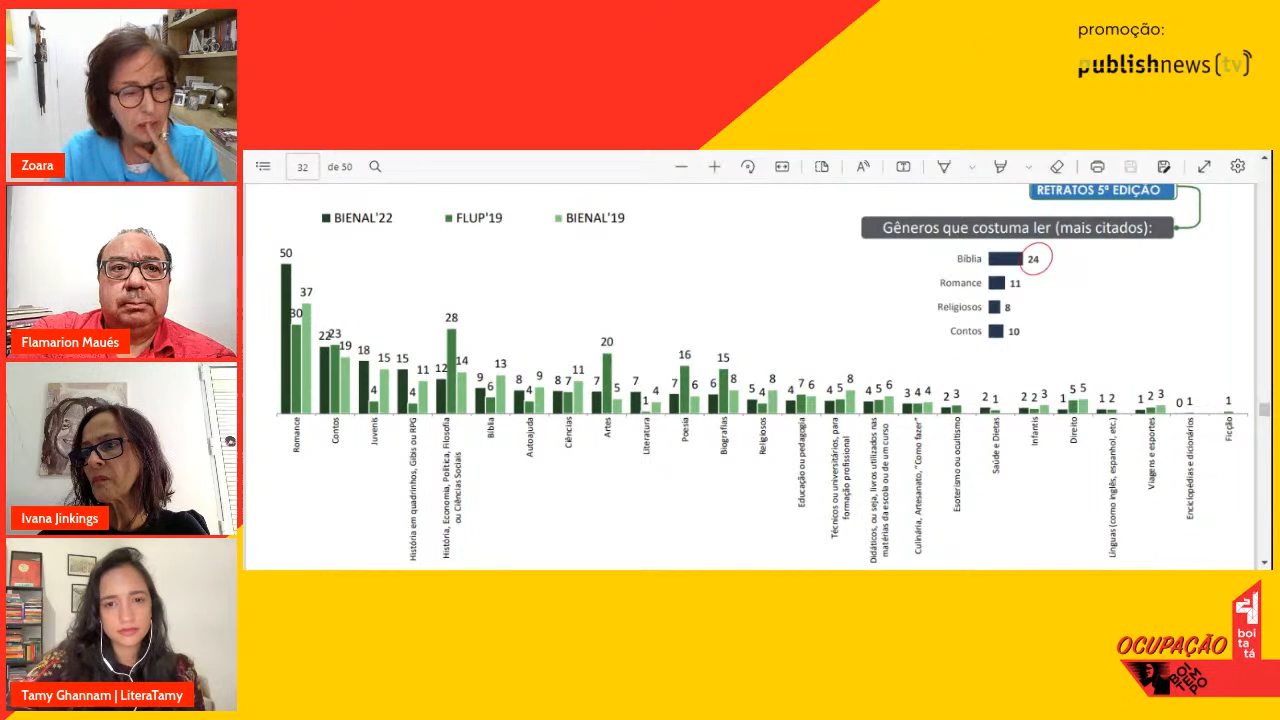 promoção:
publishnews(tv)
Zoara
Flamarion Maués
Ivana Jinkings
Tamy Ghannam | LiteraTamy
32
de 50
RETRATOS 5ª EDIÇÃO
Gêneros que costuma ler (mais citados):
Bíblia 24
Romance 11
Religiosos 8
Contos 10
BIENAL'22 FLUP'19 BIENAL'19
50 30 37
22 23 19
18 4 15
15 4 11
12 28 14
9 6 13
8 4 9
8 7 11
7 20 5
7 1 4
7 16 6
6 15 8
5 4 8
4 7 6
4 5 8
4 5 6
3 4 4
2 3
2 1
2 2 3
1 5 5
1 2
1 2 3
0 1
1
Romance
Contos
Juvenis
História em quadrinhos, Gibis ou RPG
História, Economia, Política, Filosofia
ou Ciências Sociais
Bíblia
Autoajuda
Ciências
Artes
Literatura
Poesia
Biografias
Religiosos
Educação ou pedagogia
Técnicos ou universitários, para
formação profissional
Didáticos, ou seja, livros utilizados nas
matérias da escola ou de um curso
Culinária, Artesanato, "Como fazer"
Esoterismo ou ocultismo
Saúde e Dietas
Infantis
Direito
Línguas (como inglês, espanhol, etc.)
Viagens e esportes
Enciclopédias e dicionários
Ficção
OCUPAÇÃO
BOITEMPO
boi
ta
tá